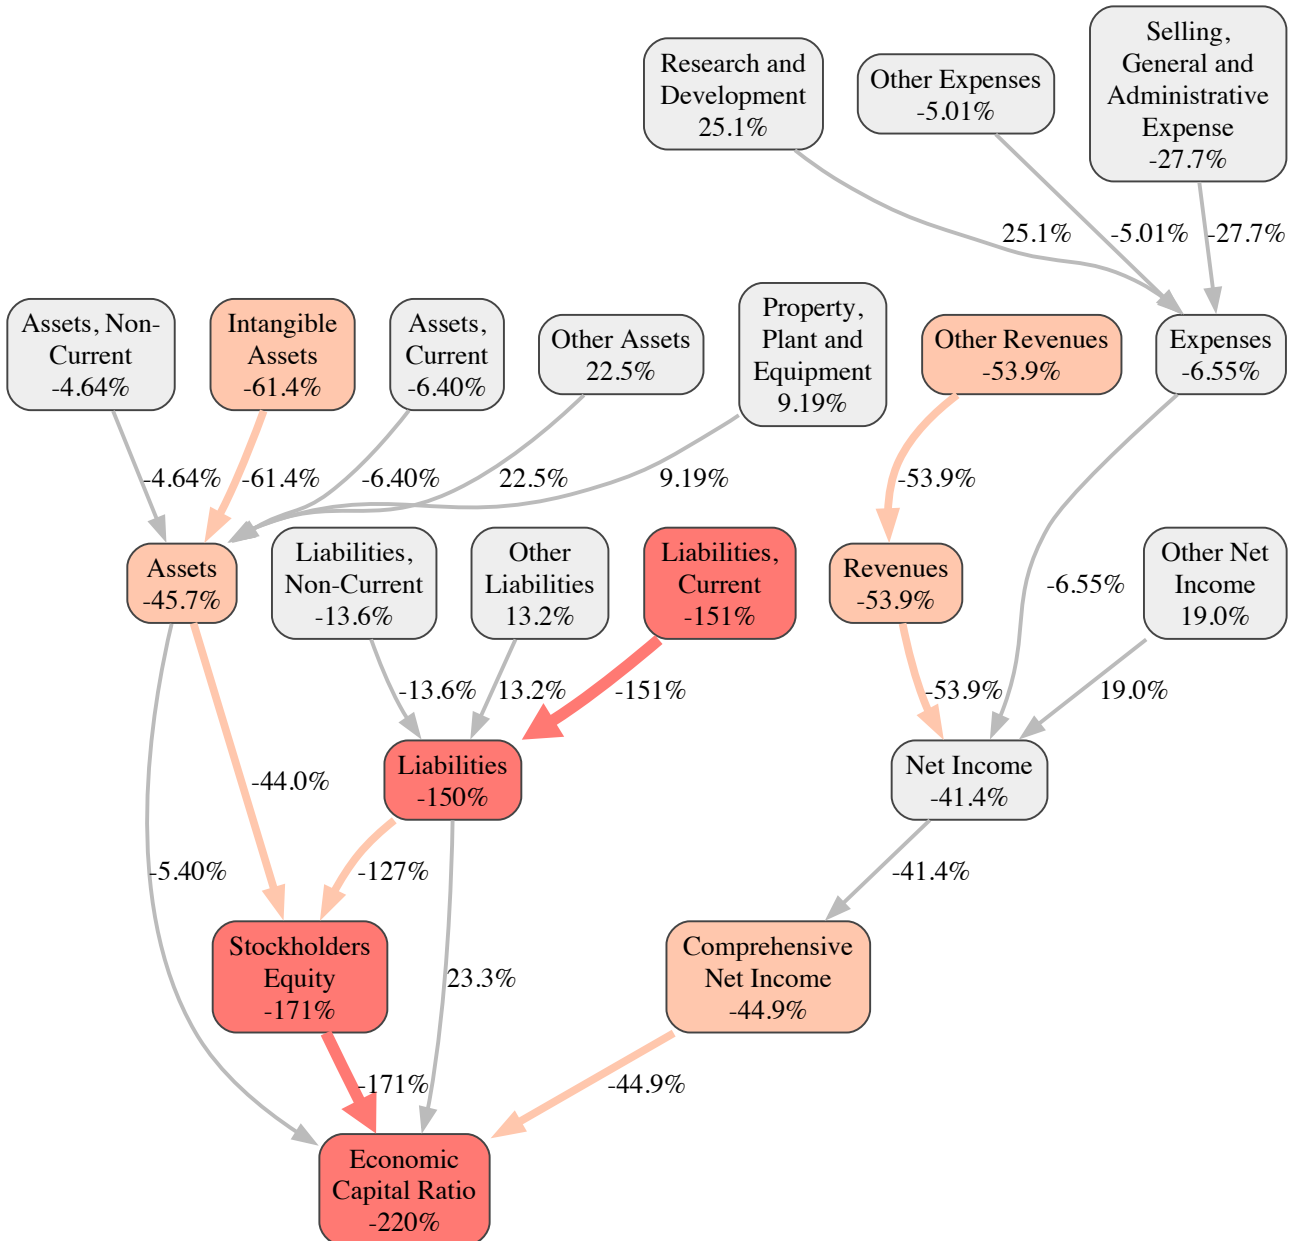 Selling,
General and
Administrative
Expense
-27.7%
Research and
Development
25.1%
Other Expenses
-5.01%
25.1%
-5.01%
-27.7%
Assets, Non-
Current
-4.64%
Intangible
Assets
-61.4%
Assets,
Current
-6.40%
Other Assets
22.5%
Property,
Plant and
Equipment
9.19%
Other Revenues
-53.9%
Expenses
-6.55%
-4.64%
-61.4%
-6.40%
22.5%
9.19%
-53.9%
Assets
-45.7%
Liabilities,
Non-Current
-13.6%
Other
Liabilities
13.2%
Liabilities,
Current
-151%
Revenues
-53.9%
-6.55%
Other Net
Income
19.0%
-13.6%
13.2%
-151%
-53.9%
19.0%
-44.0%
Liabilities
-150%
Net Income
-41.4%
-5.40%
-127%
-41.4%
Stockholders
Equity
-171%
23.3%
Comprehensive
Net Income
-44.9%
-171%
-44.9%
Economic
Capital Ratio
-220%